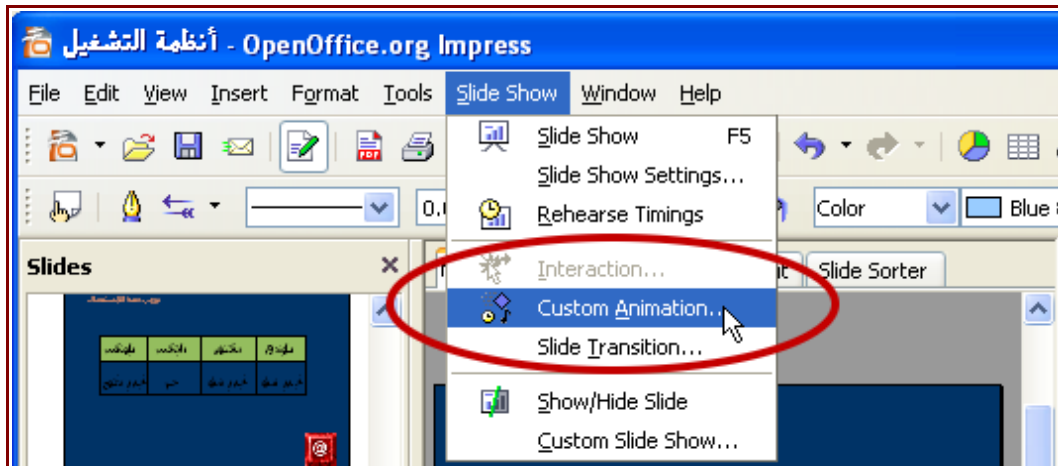 أنظمة التشغيل - OpenOffice.org Impress
File Edit View Insert Format Tools Slide Show Window Help
Slide Show F5
Slide Show Settings...
Rehearse Timings
Color Blue
Slides
Interaction...
Slide Sorter
Custom Animation...
Slide Transition...
Show/Hide Slide
Custom Slide Show...